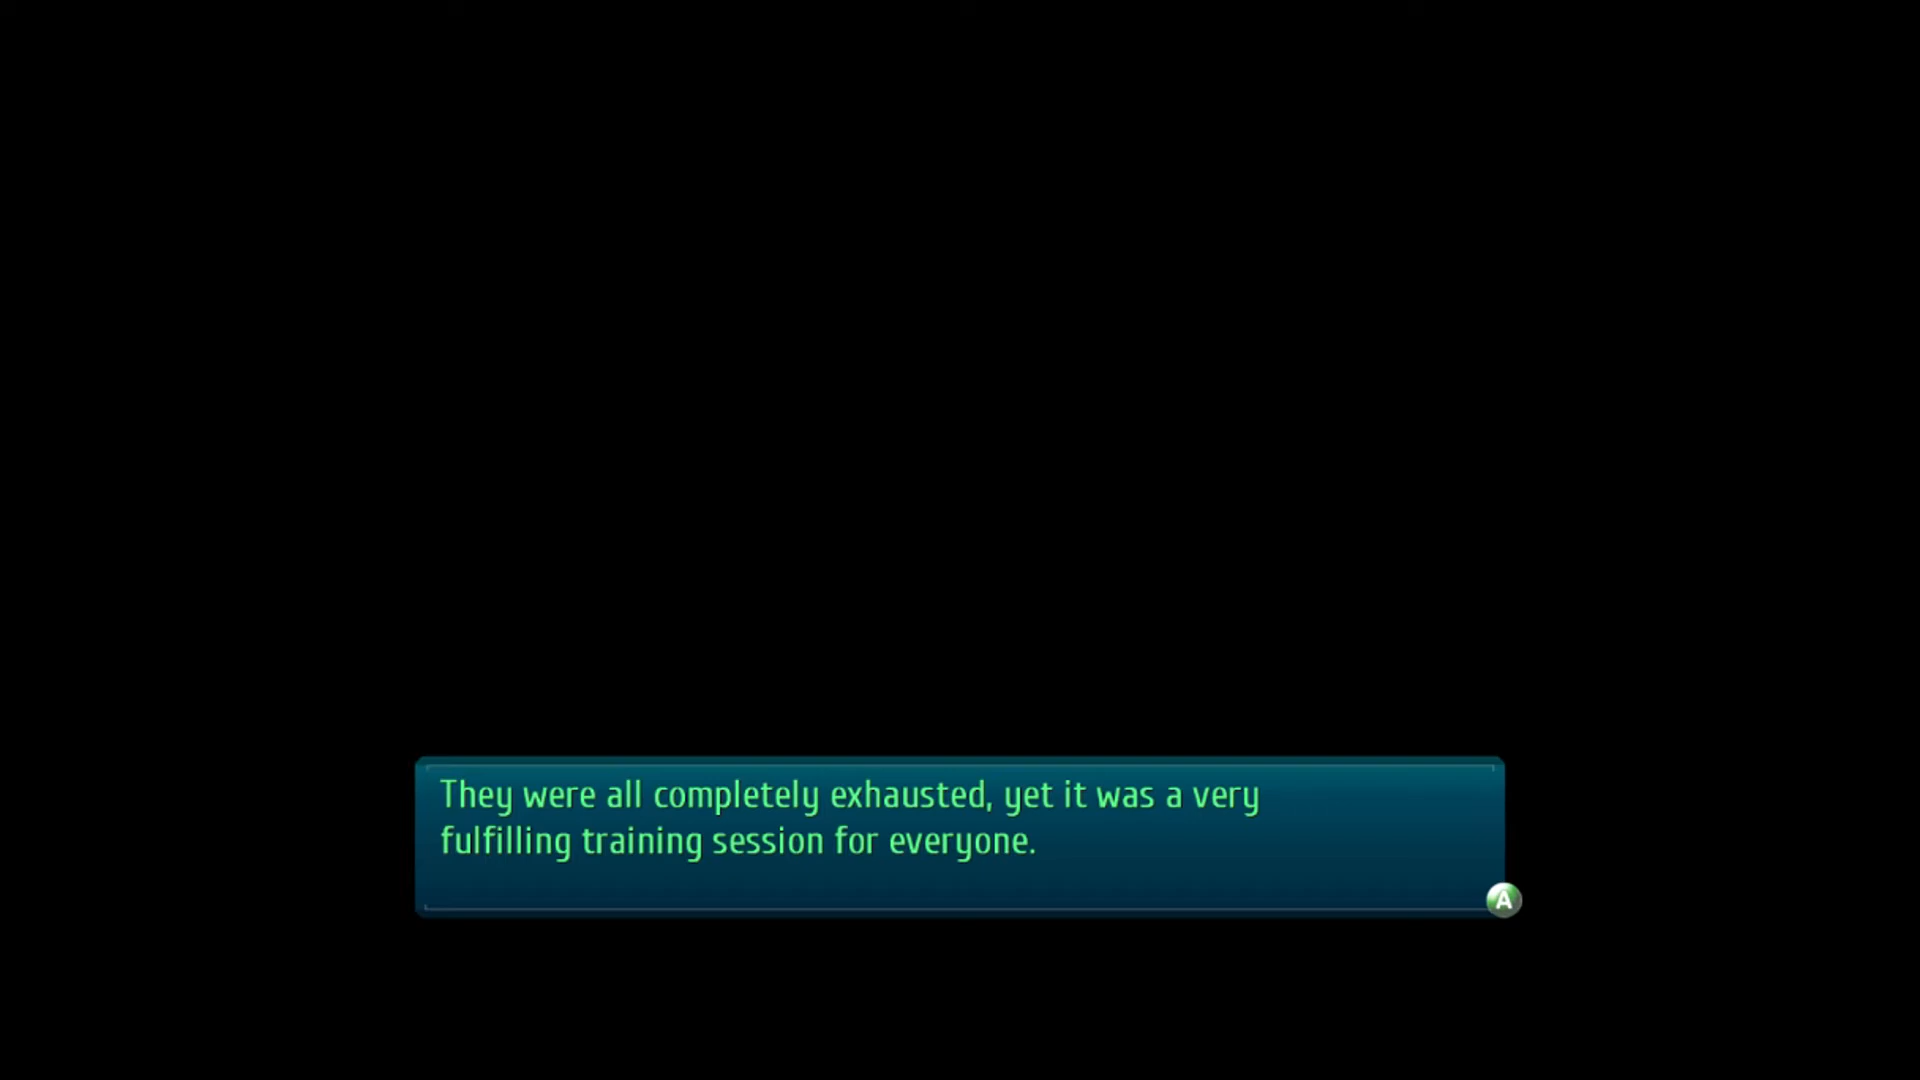 They were all completely exhausted, yet it was a very
fulfilling training session for everyone.
A